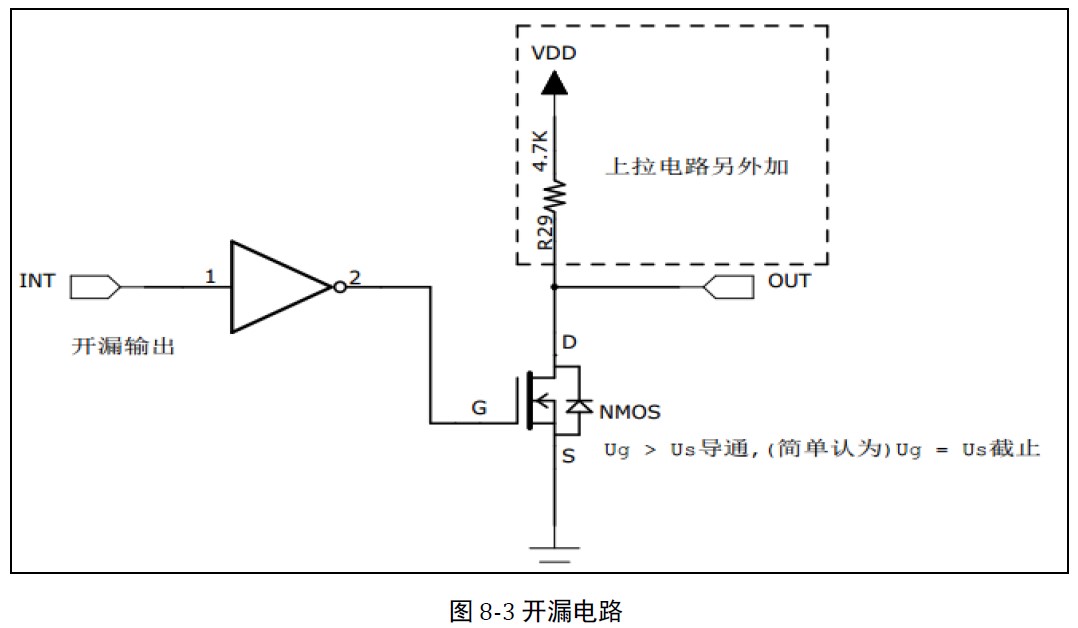 VDD
4.7K
上拉电路另外加
R29
INT
1
2
OUT
开漏输出
D
G
NMOS
S
Ug > Us导通,(简单认为)Ug = Us截止
图 8-3 开漏电路